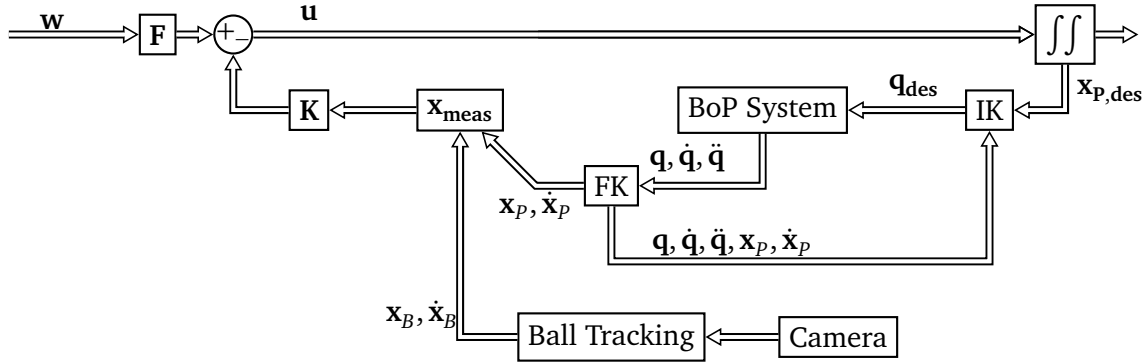 w
F
+
−
u
∫∫
x_P,des
K
x_meas
q_des
BoP System
IK
q, q̇, q̈
FK
x_P, ẋ_P
q, q̇, q̈, x_P, ẋ_P
x_B, ẋ_B
Ball Tracking
Camera